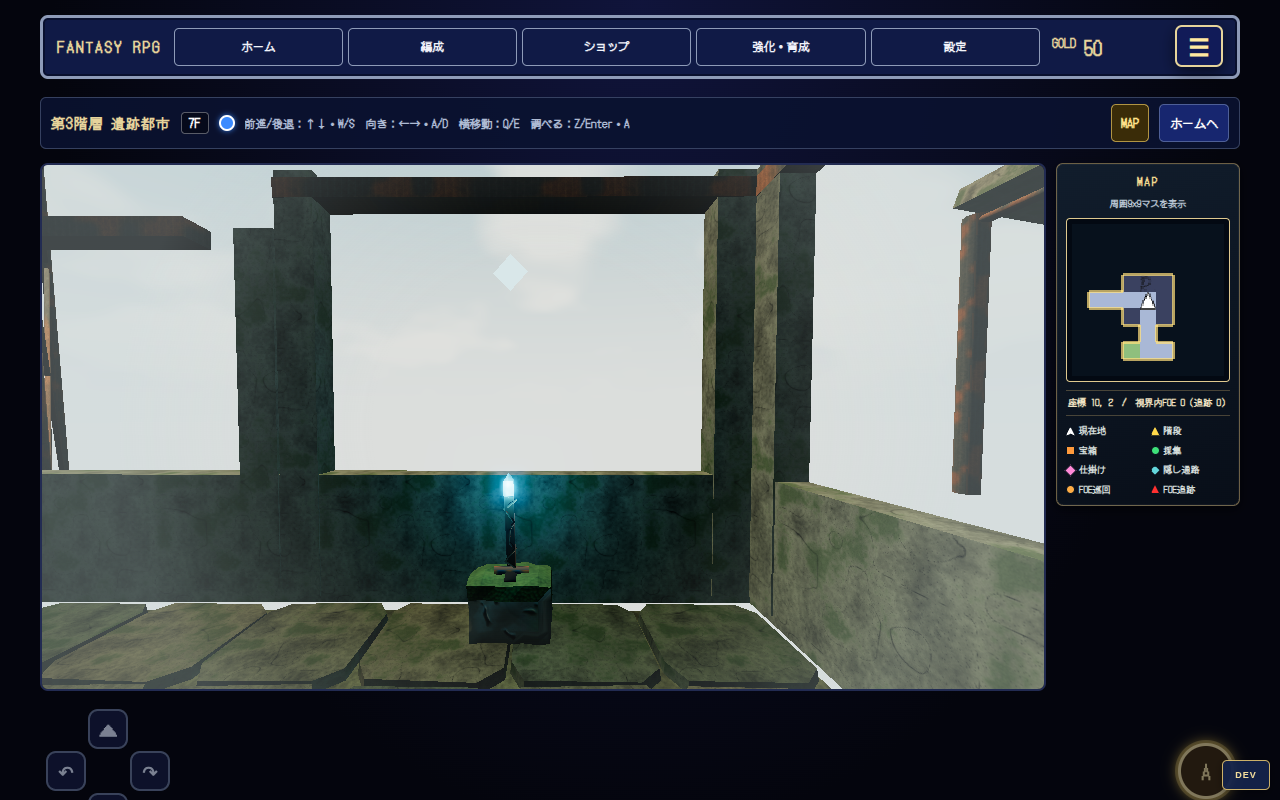 FANTASY RPG
ホーム
編成
ショップ
強化・育成
設定
GOLD 50
第3階層 遺跡都市
7F
前進/後退：↑↓・W/S 向き：←→・A/D 横移動：Q/E 調べる：Z/Enter・A
MAP
ホームへ
MAP
周囲9x9マスを表示
座標 10, 2 / 視界内FOE 0（追跡 0）
現在地
階段
宝箱
採集
仕掛け
隠し通路
FOE巡回
FOE追跡
A
DEV